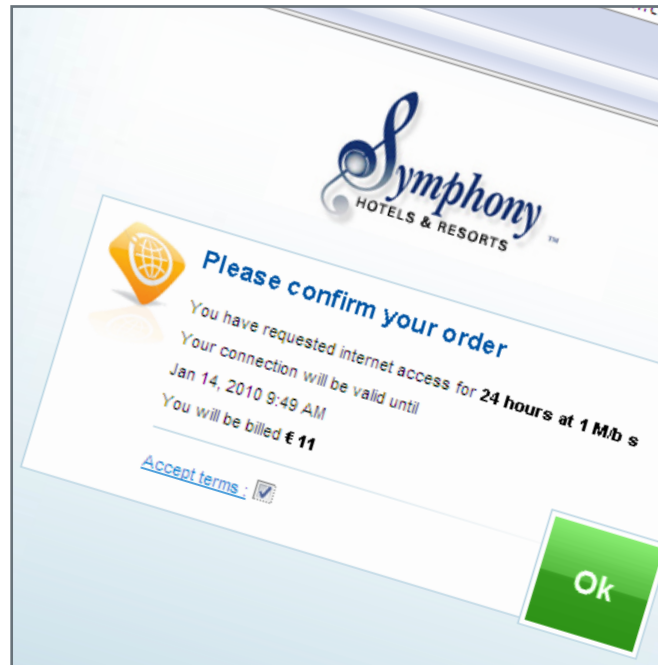 Symphony
HOTELS & RESORTS ™
Please confirm your order
You have requested internet access for 24 hours at 1 M/b s
Your connection will be valid until
Jan 14, 2010 9:49 AM
You will be billed € 11
Accept terms :
Ok